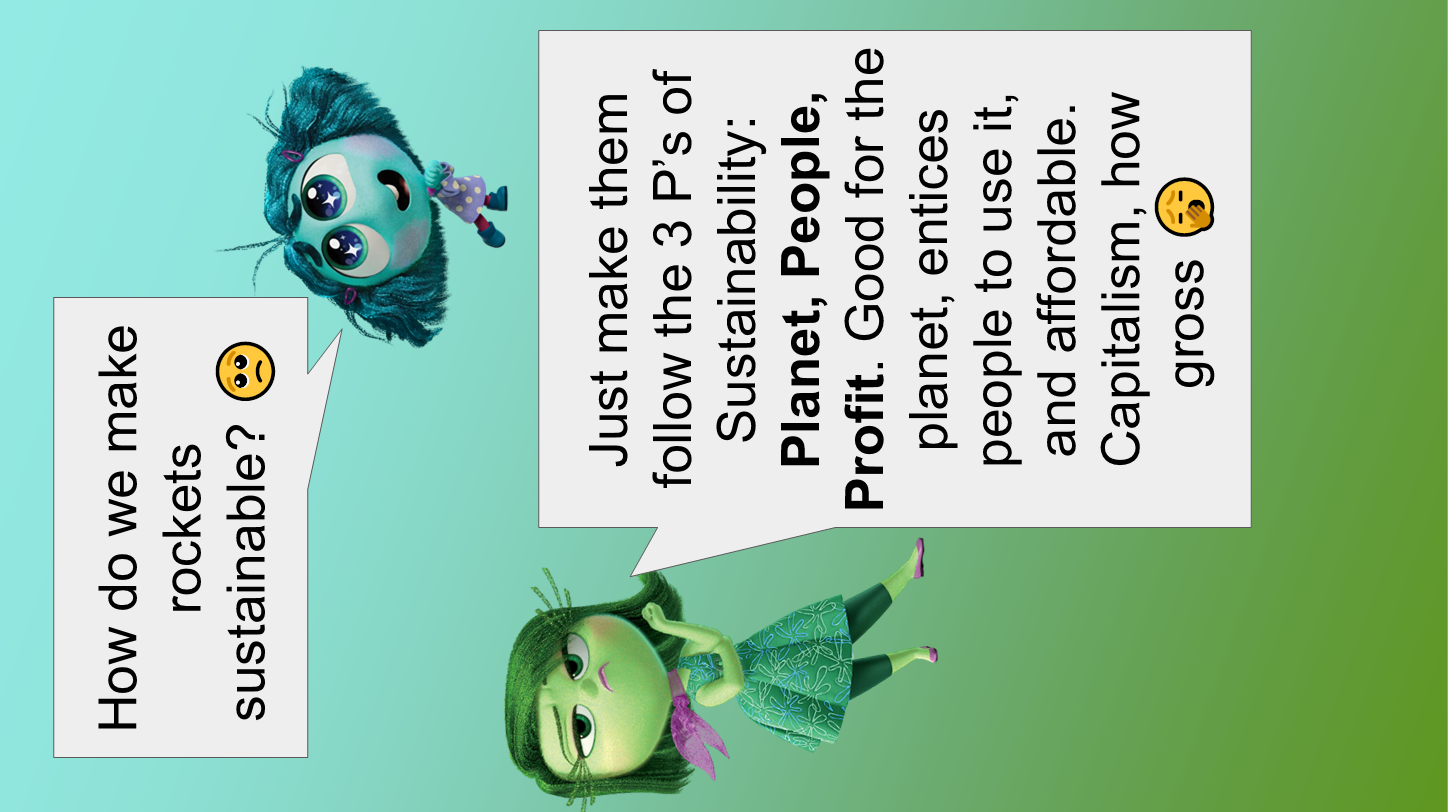 How do we make
rockets
sustainable? 🥺
Just make them
follow the 3 P’s of
Sustainability:
Planet, People,
Profit. Good for the
planet, entices
people to use it,
and affordable.
Capitalism, how
gross 🥱